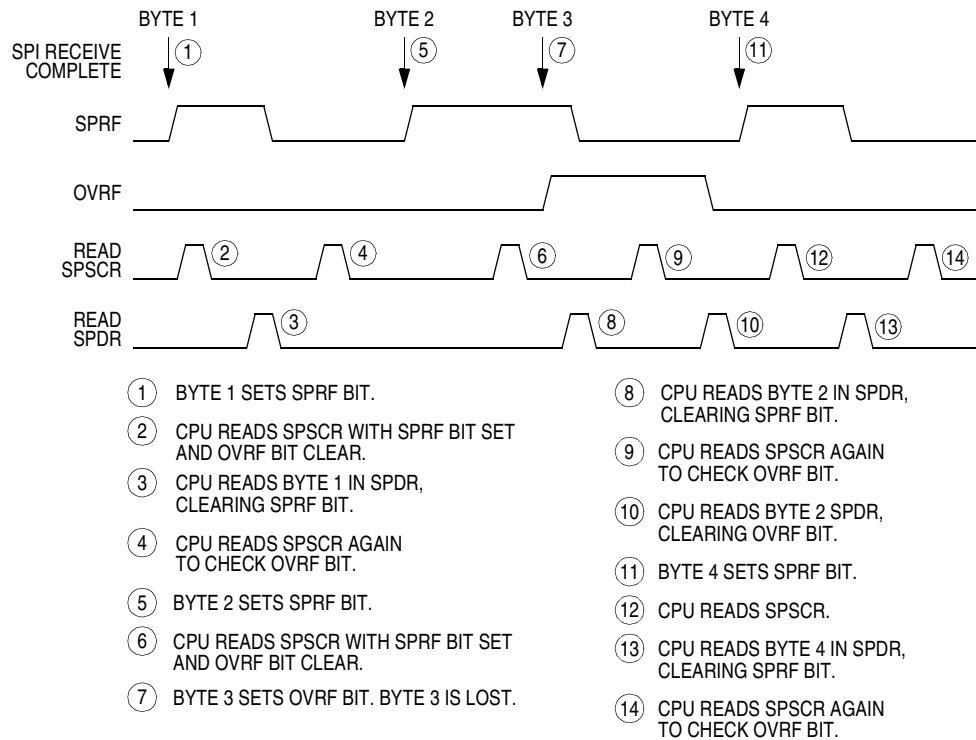 BYTE 1 BYTE 2 BYTE 3 BYTE 4
SPI RECEIVE
COMPLETE
1 5 7 11
SPRF
OVRF
READ
SPSCR
2 4 6 9 12 14
READ
SPDR
3 8 10 13
1 BYTE 1 SETS SPRF BIT.
2 CPU READS SPSCR WITH SPRF BIT SET
AND OVRF BIT CLEAR.
3 CPU READS BYTE 1 IN SPDR,
CLEARING SPRF BIT.
4 CPU READS SPSCR AGAIN
TO CHECK OVRF BIT.
5 BYTE 2 SETS SPRF BIT.
6 CPU READS SPSCR WITH SPRF BIT SET
AND OVRF BIT CLEAR.
7 BYTE 3 SETS OVRF BIT. BYTE 3 IS LOST.
8 CPU READS BYTE 2 IN SPDR,
CLEARING SPRF BIT.
9 CPU READS SPSCR AGAIN
TO CHECK OVRF BIT.
10 CPU READS BYTE 2 SPDR,
CLEARING OVRF BIT.
11 BYTE 4 SETS SPRF BIT.
12 CPU READS SPSCR.
13 CPU READS BYTE 4 IN SPDR,
CLEARING SPRF BIT.
14 CPU READS SPSCR AGAIN
TO CHECK OVRF BIT.